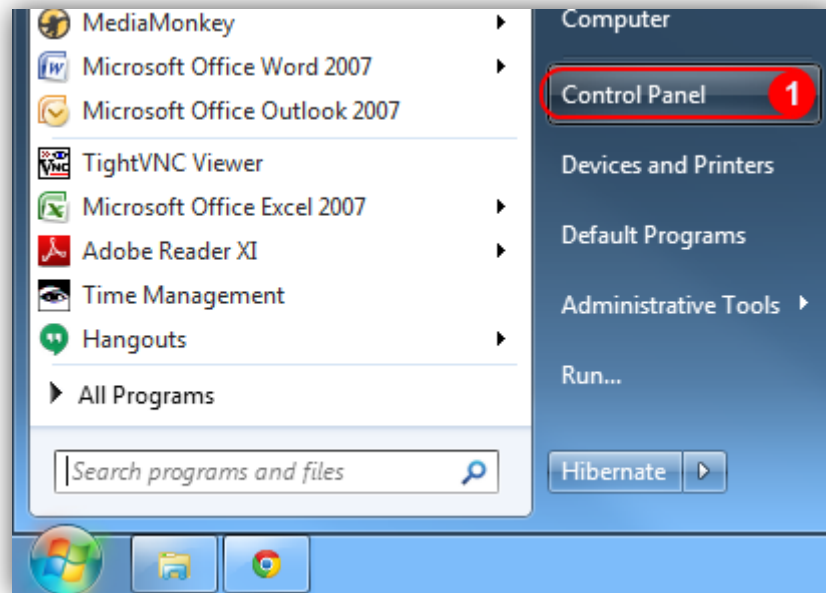 MediaMonkey
Microsoft Office Word 2007
Microsoft Office Outlook 2007
TightVNC Viewer
Microsoft Office Excel 2007
Adobe Reader XI
Time Management
Hangouts
All Programs
Search programs and files
Computer
Control Panel 1
Devices and Printers
Default Programs
Administrative Tools
Run...
Hibernate